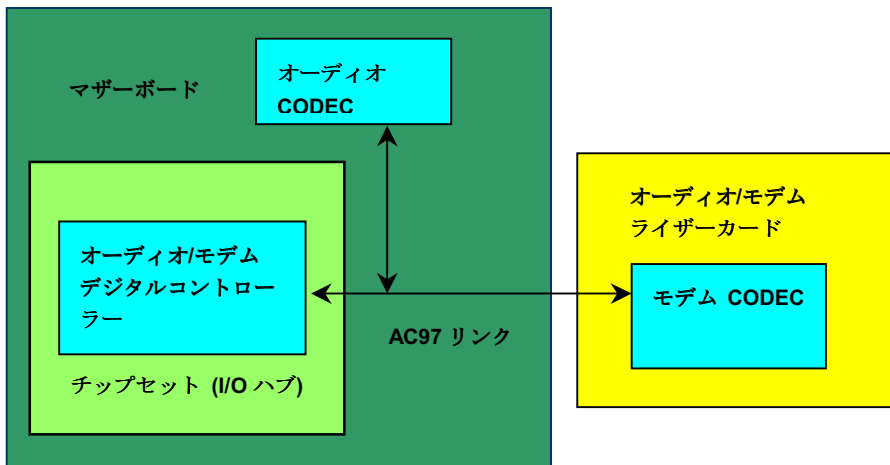 マザーボード
オーディオ
CODEC
オーディオ/モデム
デジタルコントロー
ラー
チップセット (I/O ハブ)
AC97 リンク
オーディオ/モデム
ライザーカード
モデム CODEC